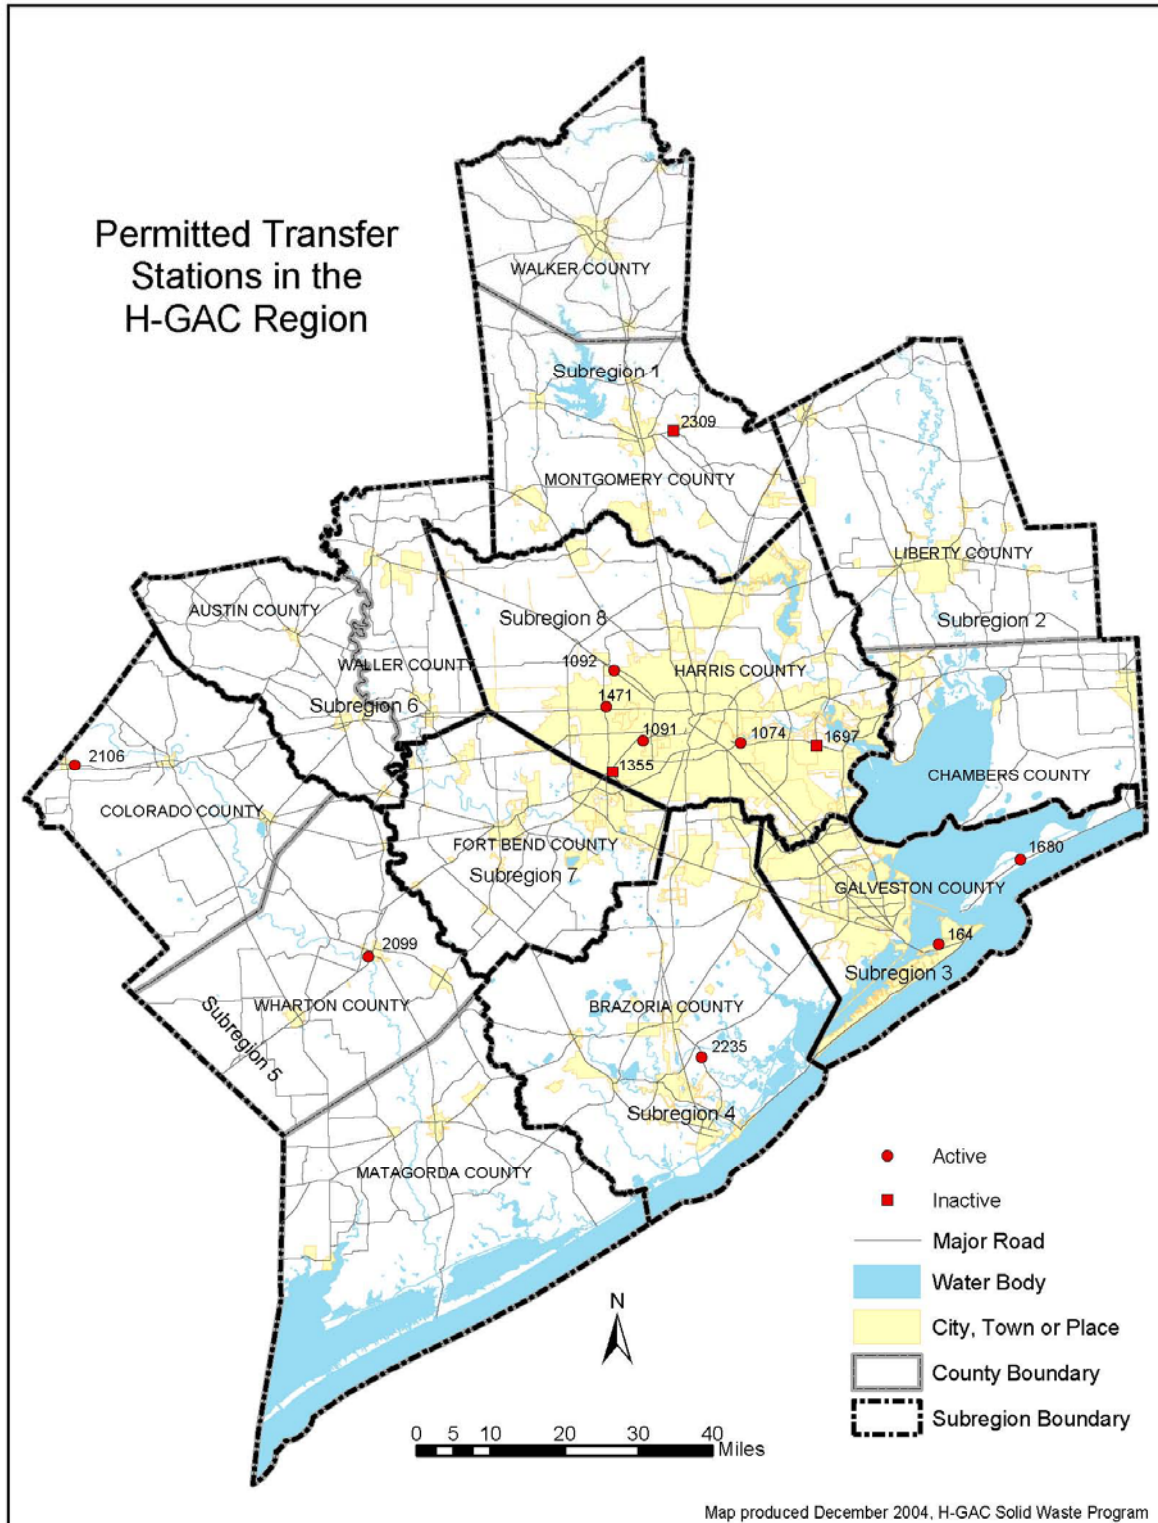 Permitted Transfer
Stations in the
H-GAC Region
WALKER COUNTY
Subregion 1
2309
MONTGOMERY COUNTY
LIBERTY COUNTY
Subregion 2
AUSTIN COUNTY
Subregion 8
WALLER COUNTY
1092
HARRIS COUNTY
Subregion 6
1471
1091
1074
1697
2106
1355
CHAMBERS COUNTY
COLORADO COUNTY
FORT BEND COUNTY
Subregion 7
1680
GALVESTON COUNTY
2099
164
Subregion 3
WHARTON COUNTY
BRAZORIA COUNTY
Subregion 5
2235
Subregion 4
MATAGORDA COUNTY
Active
Inactive
Major Road
Water Body
City, Town or Place
County Boundary
Subregion Boundary
N
0 5 10 20 30 40
Miles
Map produced December 2004, H-GAC Solid Waste Program